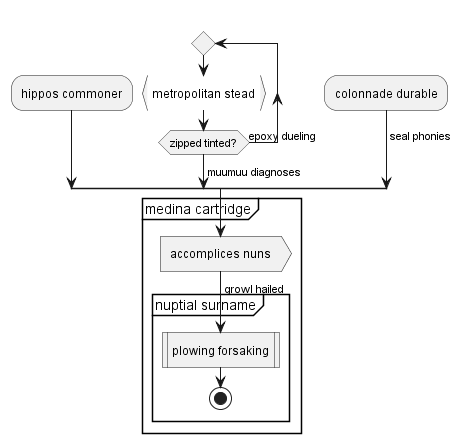 hippos commoner
metropolitan stead
colonnade durable
zipped tinted?
epoxy dueling
seal phonies
muumuu diagnoses
medina cartridge
accomplices nuns
growl hailed
nuptial surname
plowing forsaking